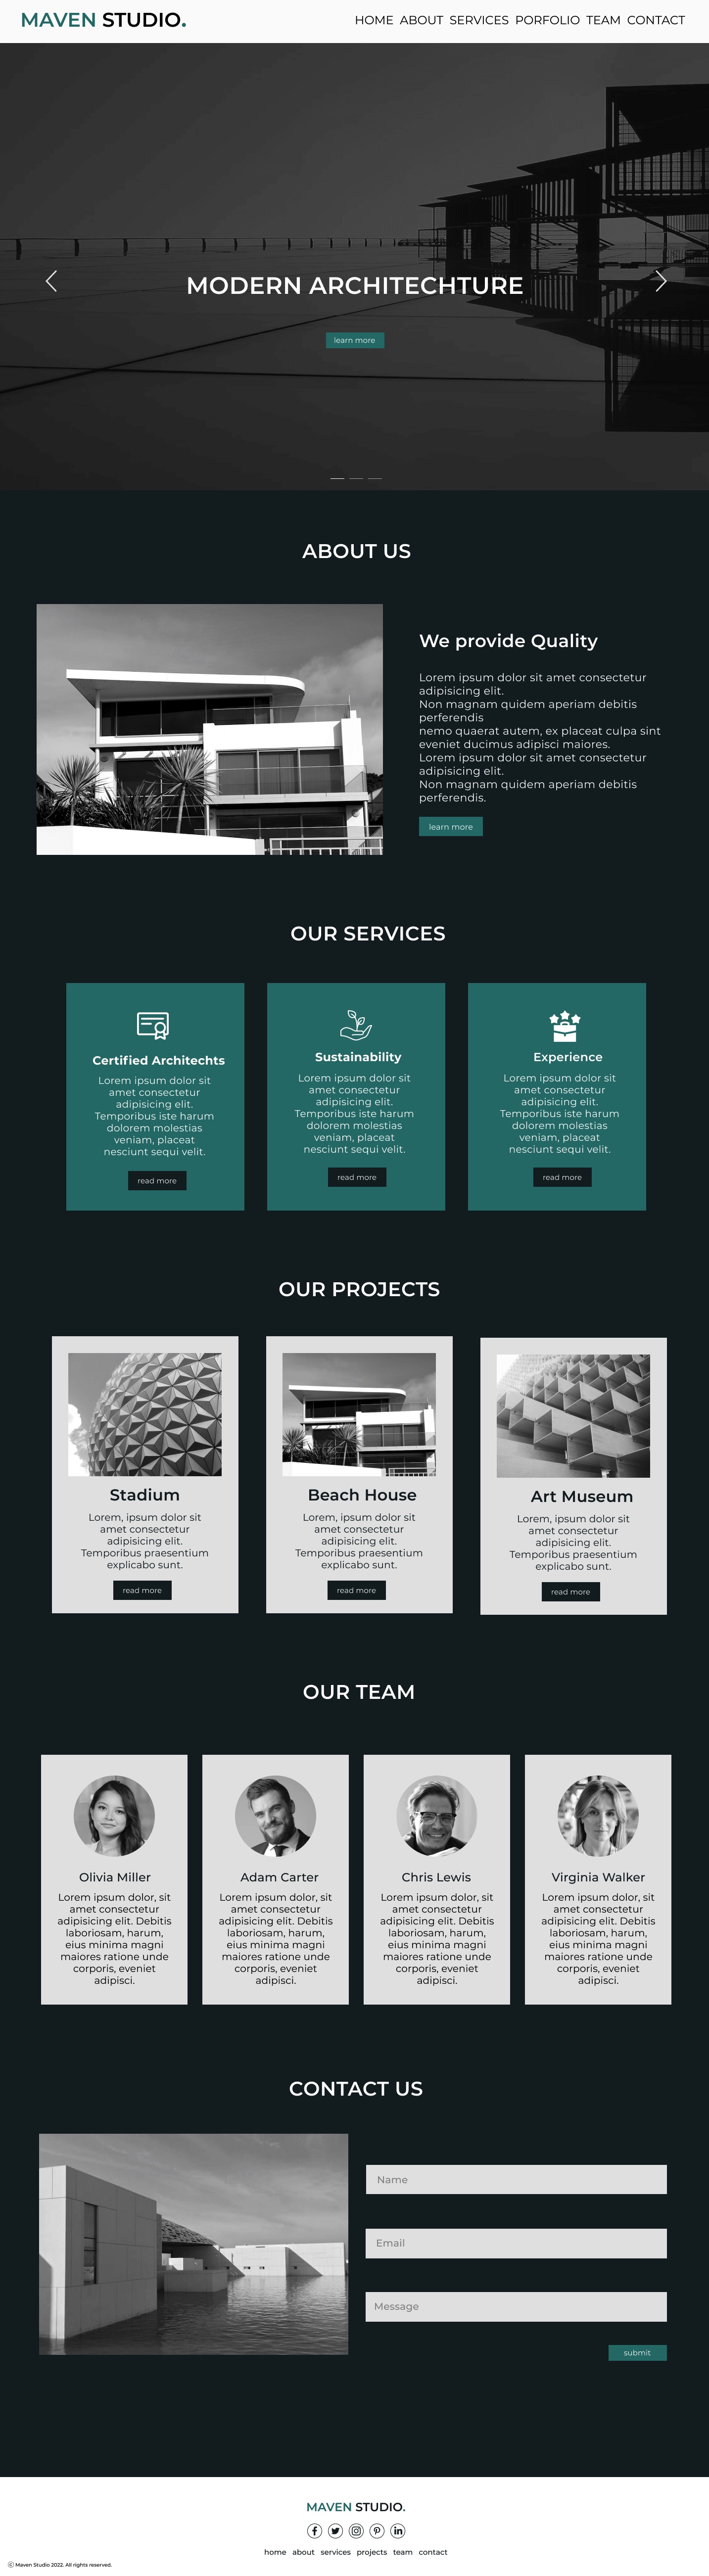 MAVEN STUDIO.
HOME ABOUT SERVICES PORFOLIO TEAM CONTACT
MODERN ARCHITECHTURE
learn more
ABOUT US
We provide Quality
Lorem ipsum dolor sit amet consectetur
adipisicing elit.
Non magnam quidem aperiam debitis
perferendis
nemo quaerat autem, ex placeat culpa sint
eveniet ducimus adipisci maiores.
Lorem ipsum dolor sit amet consectetur
adipisicing elit.
Non magnam quidem aperiam debitis
perferendis.
learn more
OUR SERVICES
Certified Architechts
Lorem ipsum dolor sit
amet consectetur
adipisicing elit.
Temporibus iste harum
dolorem molestias
veniam, placeat
nesciunt sequi velit.
read more
Sustainability
Lorem ipsum dolor sit
amet consectetur
adipisicing elit.
Temporibus iste harum
dolorem molestias
veniam, placeat
nesciunt sequi velit.
read more
Experience
Lorem ipsum dolor sit
amet consectetur
adipisicing elit.
Temporibus iste harum
dolorem molestias
veniam, placeat
nesciunt sequi velit.
read more
OUR PROJECTS
Stadium
Lorem, ipsum dolor sit
amet consectetur
adipisicing elit.
Temporibus praesentium
explicabo sunt.
read more
Beach House
Lorem, ipsum dolor sit
amet consectetur
adipisicing elit.
Temporibus praesentium
explicabo sunt.
read more
Art Museum
Lorem, ipsum dolor sit
amet consectetur
adipisicing elit.
Temporibus praesentium
explicabo sunt.
read more
OUR TEAM
Olivia Miller
Lorem ipsum dolor, sit
amet consectetur
adipisicing elit. Debitis
laboriosam, harum,
eius minima magni
maiores ratione unde
corporis, eveniet
adipisci.
Adam Carter
Lorem ipsum dolor, sit
amet consectetur
adipisicing elit. Debitis
laboriosam, harum,
eius minima magni
maiores ratione unde
corporis, eveniet
adipisci.
Chris Lewis
Lorem ipsum dolor, sit
amet consectetur
adipisicing elit. Debitis
laboriosam, harum,
eius minima magni
maiores ratione unde
corporis, eveniet
adipisci.
Virginia Walker
Lorem ipsum dolor, sit
amet consectetur
adipisicing elit. Debitis
laboriosam, harum,
eius minima magni
maiores ratione unde
corporis, eveniet
adipisci.
CONTACT US
Name
Email
Message
submit
MAVEN STUDIO.
home about services projects team contact
© Maven Studio 2022. All rights reserved.